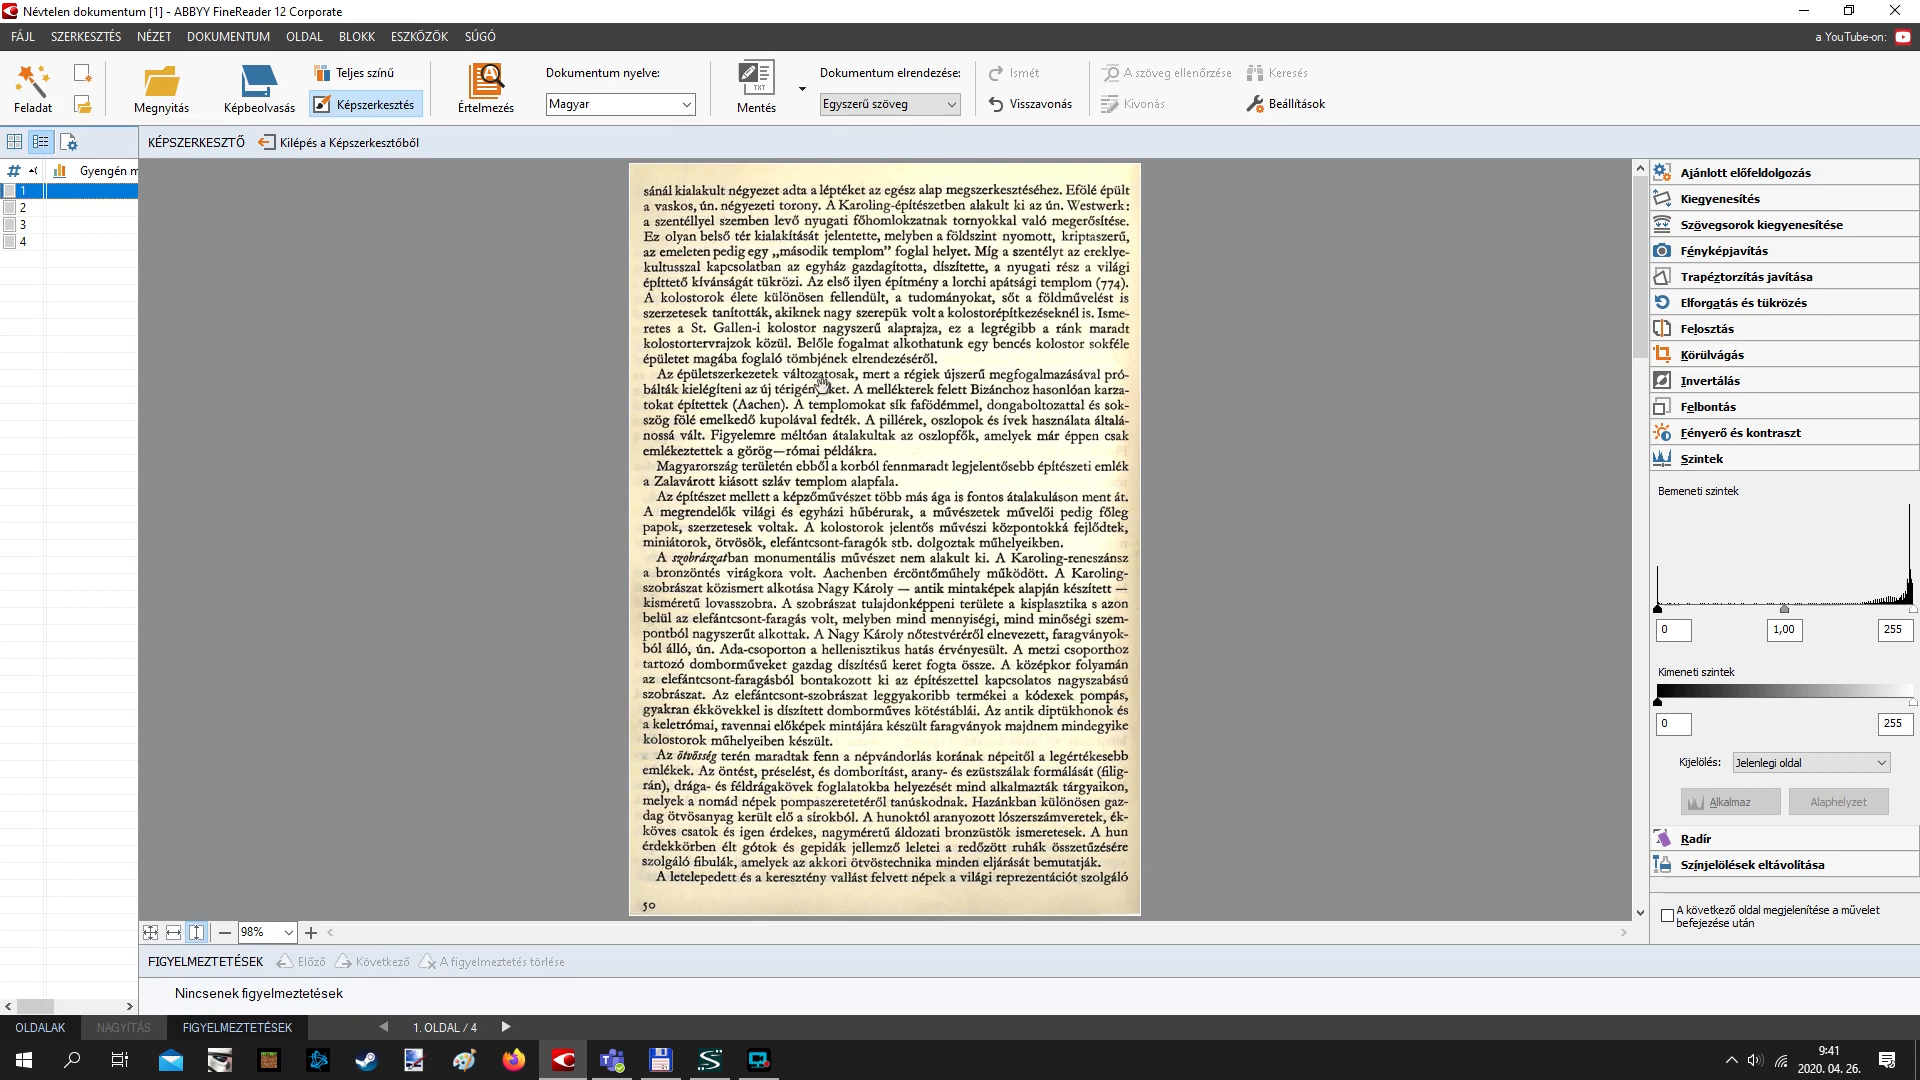 Névtelen dokumentum [1] - ABBYY FineReader 12 Corporate
FÁJL SZERKESZTÉS NÉZET DOKUMENTUM OLDAL BLOKK ESZKÖZÖK SÚGÓ
a YouTube-on:
Feladat
Megnyitás
Képbeolvasás
Teljes színű
Képszerkesztés
Értelmezés
Dokumentum nyelve:
Magyar
TXT
Mentés
Dokumentum elrendezése:
Egyszerű szöveg
Ismét
Visszavonás
A szöveg ellenőrzése
Kivonás
Keresés
Beállítások
KÉPSZERKESZTŐ Kilépés a Képszerkesztőből
# Gyengén m
1
2
3
4
sánál kialakult négyezet adta a léptéket az egész alap megszerkesztéséhez. Efölé épült
a vaskos, ún. négyezeti torony. A Karoling-építészetben alakult ki az ún. Westwerk:
a szentéllyel szemben levő nyugati főhomlokzatnak tornyokkal való megerősítése.
Ez olyan belső tér kialakítását jelentette, melyben a földszint nyomott, kriptaszerű,
az emeleten pedig egy „második templom” foglal helyet. Míg a szentélyt az ereklye-
kultusszal kapcsolatban az egyház gazdagította, díszítette, a nyugati rész a világi
építtető kívánságát tükrözi. Az első ilyen építmény a lorchi apátsági templom (774).
A kolostorok élete különösen fellendült, a tudományokat, sőt a földművelést is
szerzetesek tanították, akiknek nagy szerepük volt a kolostorépítkezéseknél is. Isme-
retes a St. Gallen-i kolostor nagyszerű alaprajza, ez a legrégibb a ránk maradt
kolostortervrajzok közül. Belőle fogalmat alkothatunk egy bencés kolostor sokféle
épületet magába foglaló tömbjének elrendezéséről.
Az épületszerkezetek változatosak, mert a régiek újszerű megfogalmazásával pró-
bálták kielégíteni az új térigényeket. A mellékterek felett Bizánchoz hasonlóan karza-
tokat építettek (Aachen). A templomokat sík fafödémmel, dongaboltozattal és sok-
szög fölé emelkedő kupolával fedték. A pillérek, oszlopok és ívek használata általá-
nossá vált. Figyelemre méltóan átalakultak az oszlopfők, amelyek már éppen csak
emlékeztettek a görög—római példákra.
Magyarország területén ebből a korból fennmaradt legjelentősebb építészeti emlék
a Zalavárott kiásott szláv templom alapfala.
Az építészet mellett a képzőművészet több más ága is fontos átalakuláson ment át.
A megrendelők világi és egyházi hűbérurak, a művészetek művelői pedig főleg
papok, szerzetesek voltak. A kolostorok jelentős művészi központokká fejlődtek,
miniátorok, ötvösök, elefántcsont-faragók stb. dolgoztak műhelyeikben.
A szobrászatban monumentális művészet nem alakult ki. A Karoling-reneszánsz
a bronzöntés virágkora volt. Aachenben ércöntőműhely működött. A Karoling-
szobrászat közismert alkotása Nagy Károly — antik mintaképek alapján készített —
kisméretű lovasszobra. A szobrászat tulajdonképpeni területe a kisplasztika s azon
belül az elefántcsont-faragás volt, melyben mind mennyiségi, mind minőségi szem-
pontból nagyszerűt alkottak. A Nagy Károly nőtestvéréről elnevezett, faragványok-
ból álló, ún. Ada-csoporton a hellenisztikus hatás érvényesült. A metzi csoporthoz
tartozó domborműveket gazdag díszítésű keret fogta össze. A középkor folyamán
az elefántcsont-faragásból bontakozott ki az építészettel kapcsolatos nagyszabású
szobrászat. Az elefántcsont-szobrászat leggyakoribb termékei a kódexek pompás,
gyakran ékkövekkel is díszített domborműves kötéstáblái. Az antik diptükhonok és
a keletrómai, ravennai előképek mintájára készült faragványok majdnem mindegyike
kolostorok műhelyeiben készült.
Az ötvösség terén maradtak fenn a népvándorlás korának népeitől a legértékesebb
emlékek. Az öntést, préselést, és domborítást, arany- és ezüstszálak formálását (filig-
rán), drága- és féldrágakövek foglalatokba helyezését mind alkalmazták tárgyaikon,
melyek a nomád népek pompaszeretetéről tanúskodnak. Hazánkban különösen gaz-
dag ötvösanyag került elő a sírokból. A hunoktól aranyozott lószerszámveretek, ék-
köves csatok és igen érdekes, nagyméretű áldozati bronzüstök ismeretesek. A hun
érdekkörben élt gótok és gepidák jellemző leletei a redőzött ruhák összetűzésére
szolgáló fibulák, amelyek az akkori ötvöstechnika minden eljárását bemutatják.
A letelepedett és a keresztény vallást felvett népek a világi reprezentációt szolgáló
50
Ajánlott előfeldolgozás
Kiegyenesítés
Szövegsorok kiegyenesítése
Fényképjavítás
Trapéztorzítás javítása
Elforgatás és tükrözés
Felosztás
Körülvágás
Invertálás
Felbontás
Fényerő és kontraszt
Szintek
Bemeneti szintek
0 1,00 255
Kimeneti szintek
0 255
Kijelölés: Jelenlegi oldal
Alkalmaz Alaphelyzet
Radír
Színjelölések eltávolítása
A következő oldal megjelenítése a művelet
befejezése után
98%
FIGYELMEZTETÉSEK Előző Következő A figyelmeztetés törlése
Nincsenek figyelmeztetések
OLDALAK NAGYÍTÁS FIGYELMEZTETÉSEK 1. OLDAL / 4
9:41
2020. 04. 26.